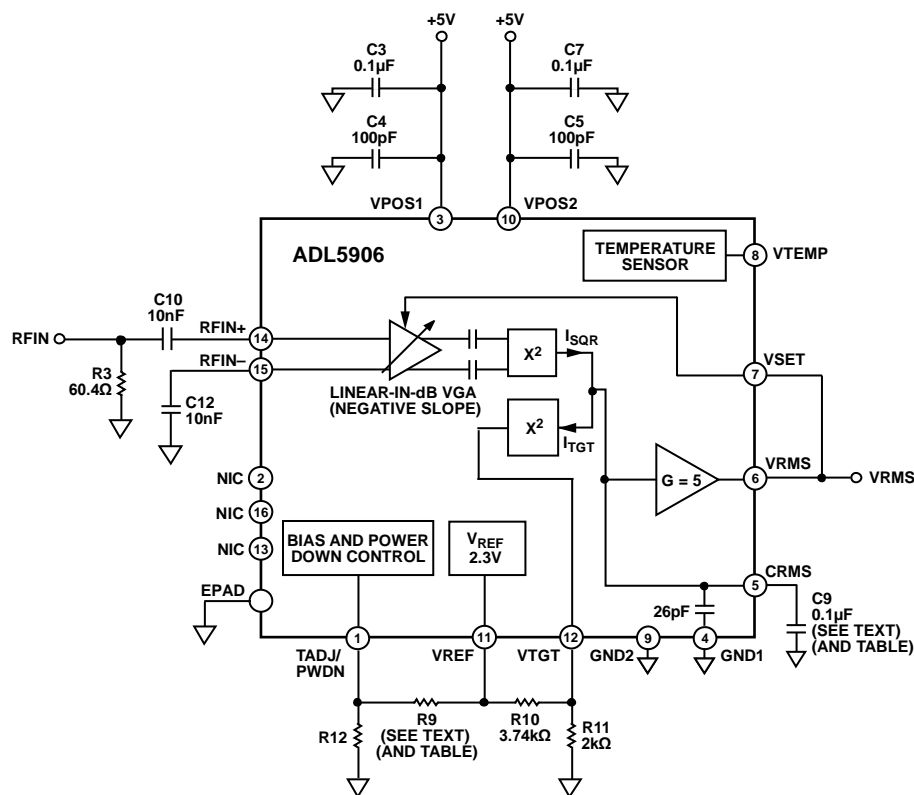 +5V
+5V
C3
0.1µF
C7
0.1µF
C4
100pF
C5
100pF
VPOS1
VPOS2
3
10
ADL5906
TEMPERATURE
SENSOR
8
VTEMP
C10
10nF
RFIN
RFIN+
14
RFIN–
15
R3
60.4Ω
C12
10nF
LINEAR-IN-dB VGA
(NEGATIVE SLOPE)
X2
ISQR
X2
ITGT
VSET
7
G = 5
VRMS
6
VRMS
NIC
2
NIC
16
NIC
13
EPAD
BIAS AND POWER
DOWN CONTROL
VREF
2.3V
26pF
CRMS
5
C9
0.1µF
(SEE TEXT)
(AND TABLE)
1
11
12
9
4
TADJ/
PWDN
VREF
VTGT
GND2
GND1
R12
R9
(SEE TEXT)
(AND TABLE)
R10
3.74kΩ
R11
2kΩ